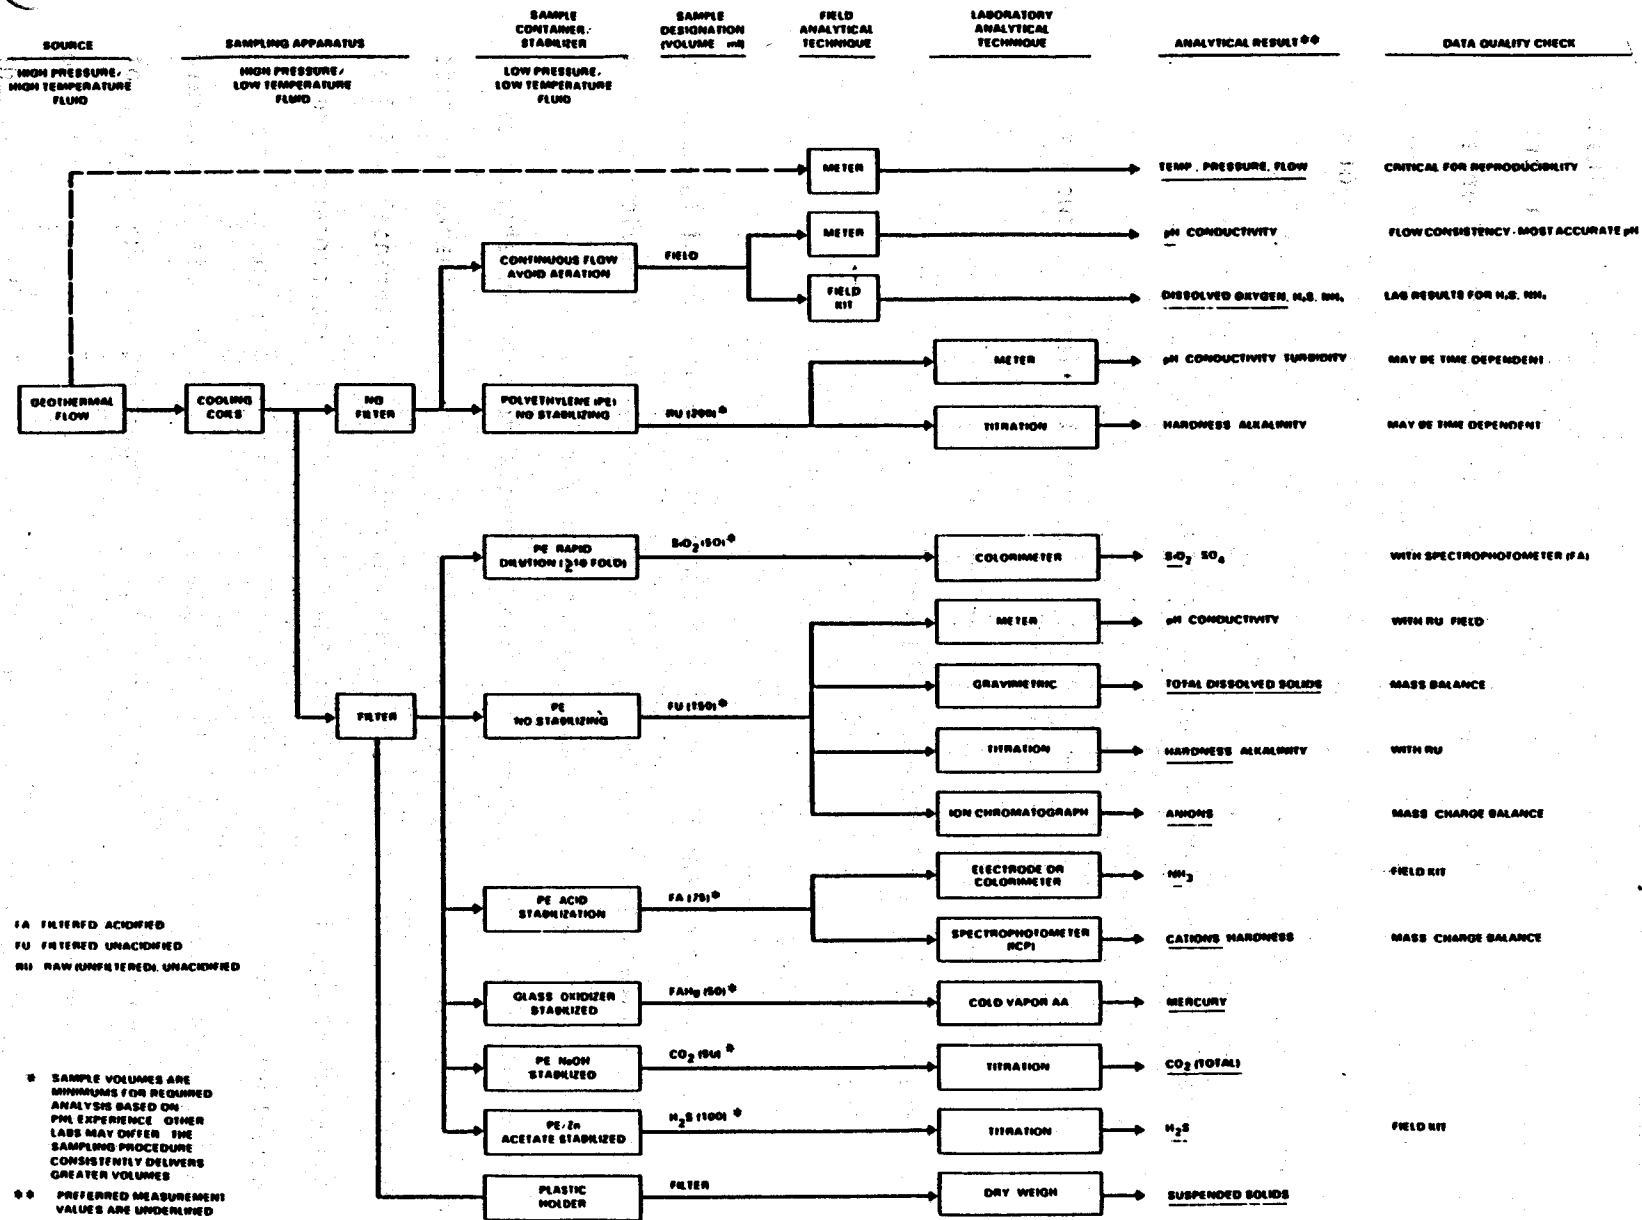 SOURCE
SAMPLING APPARATUS
SAMPLE
CONTAINER,
STABILIZER
SAMPLE
DESIGNATION
(VOLUME ml)
FIELD
ANALYTICAL
TECHNIQUE
LABORATORY
ANALYTICAL
TECHNIQUE
ANALYTICAL RESULT**
DATA QUALITY CHECK
HIGH PRESSURE,
HIGH TEMPERATURE
FLUID
HIGH PRESSURE,
LOW TEMPERATURE
FLUID
LOW PRESSURE,
LOW TEMPERATURE
FLUID
METER
TEMP, PRESSURE, FLOW
CRITICAL FOR REPRODUCIBILITY
CONTINUOUS FLOW
AVOID AERATION
FIELD
METER
pH CONDUCTIVITY
FLOW CONSISTENCY - MOST ACCURATE pH
FIELD
KIT
DISSOLVED OXYGEN, H₂S, NH₃
LAB RESULTS FOR H₂S, NH₃
GEOTHERMAL
FLOW
COOLING
COILS
NO
FILTER
POLYETHYLENE (PE)
NO STABILIZING
RU (200)*
METER
pH CONDUCTIVITY TURBIDITY
MAY BE TIME DEPENDENT
TITRATION
HARDNESS ALKALINITY
MAY BE TIME DEPENDENT
PE RAPID
DILUTION (≥10 FOLD)
SiO₂ (50)*
COLORIMETER
SiO₂ SO₄
WITH SPECTROPHOTOMETER (FA)
METER
pH CONDUCTIVITY
WITH RU FIELD
GRAVIMETRIC
TOTAL DISSOLVED SOLIDS
MASS BALANCE
FILTER
PE
NO STABILIZING
FU (150)*
TITRATION
HARDNESS ALKALINITY
WITH RU
ION CHROMATOGRAPH
ANIONS
MASS CHARGE BALANCE
PE ACID
STABILIZATION
FA (75)*
ELECTRODE OR
COLORIMETER
NH₃
FIELD KIT
SPECTROPHOTOMETER
(ICP)
CATIONS HARDNESS
MASS CHARGE BALANCE
GLASS OXIDIZER
STABILIZED
FAHg (50)*
COLD VAPOR AA
MERCURY
PE NaOH
STABILIZED
CO₂ (50)*
TITRATION
CO₂ (TOTAL)
PE/Zn
ACETATE STABILIZED
H₂S (100)*
TITRATION
H₂S
FIELD KIT
PLASTIC
HOLDER
FILTER
DRY WEIGH
SUSPENDED SOLIDS
FA FILTERED ACIDIFIED
FU FILTERED UNACIDIFIED
RU RAW (UNFILTERED), UNACIDIFIED
* SAMPLE VOLUMES ARE
MINIMUMS FOR REQUIRED
ANALYSIS BASED ON
PNL EXPERIENCE OTHER
LABS MAY DIFFER THE
SAMPLING PROCEDURE
CONSISTENTLY DELIVERS
GREATER VOLUMES
** PREFERRED MEASUREMENT
VALUES ARE UNDERLINED